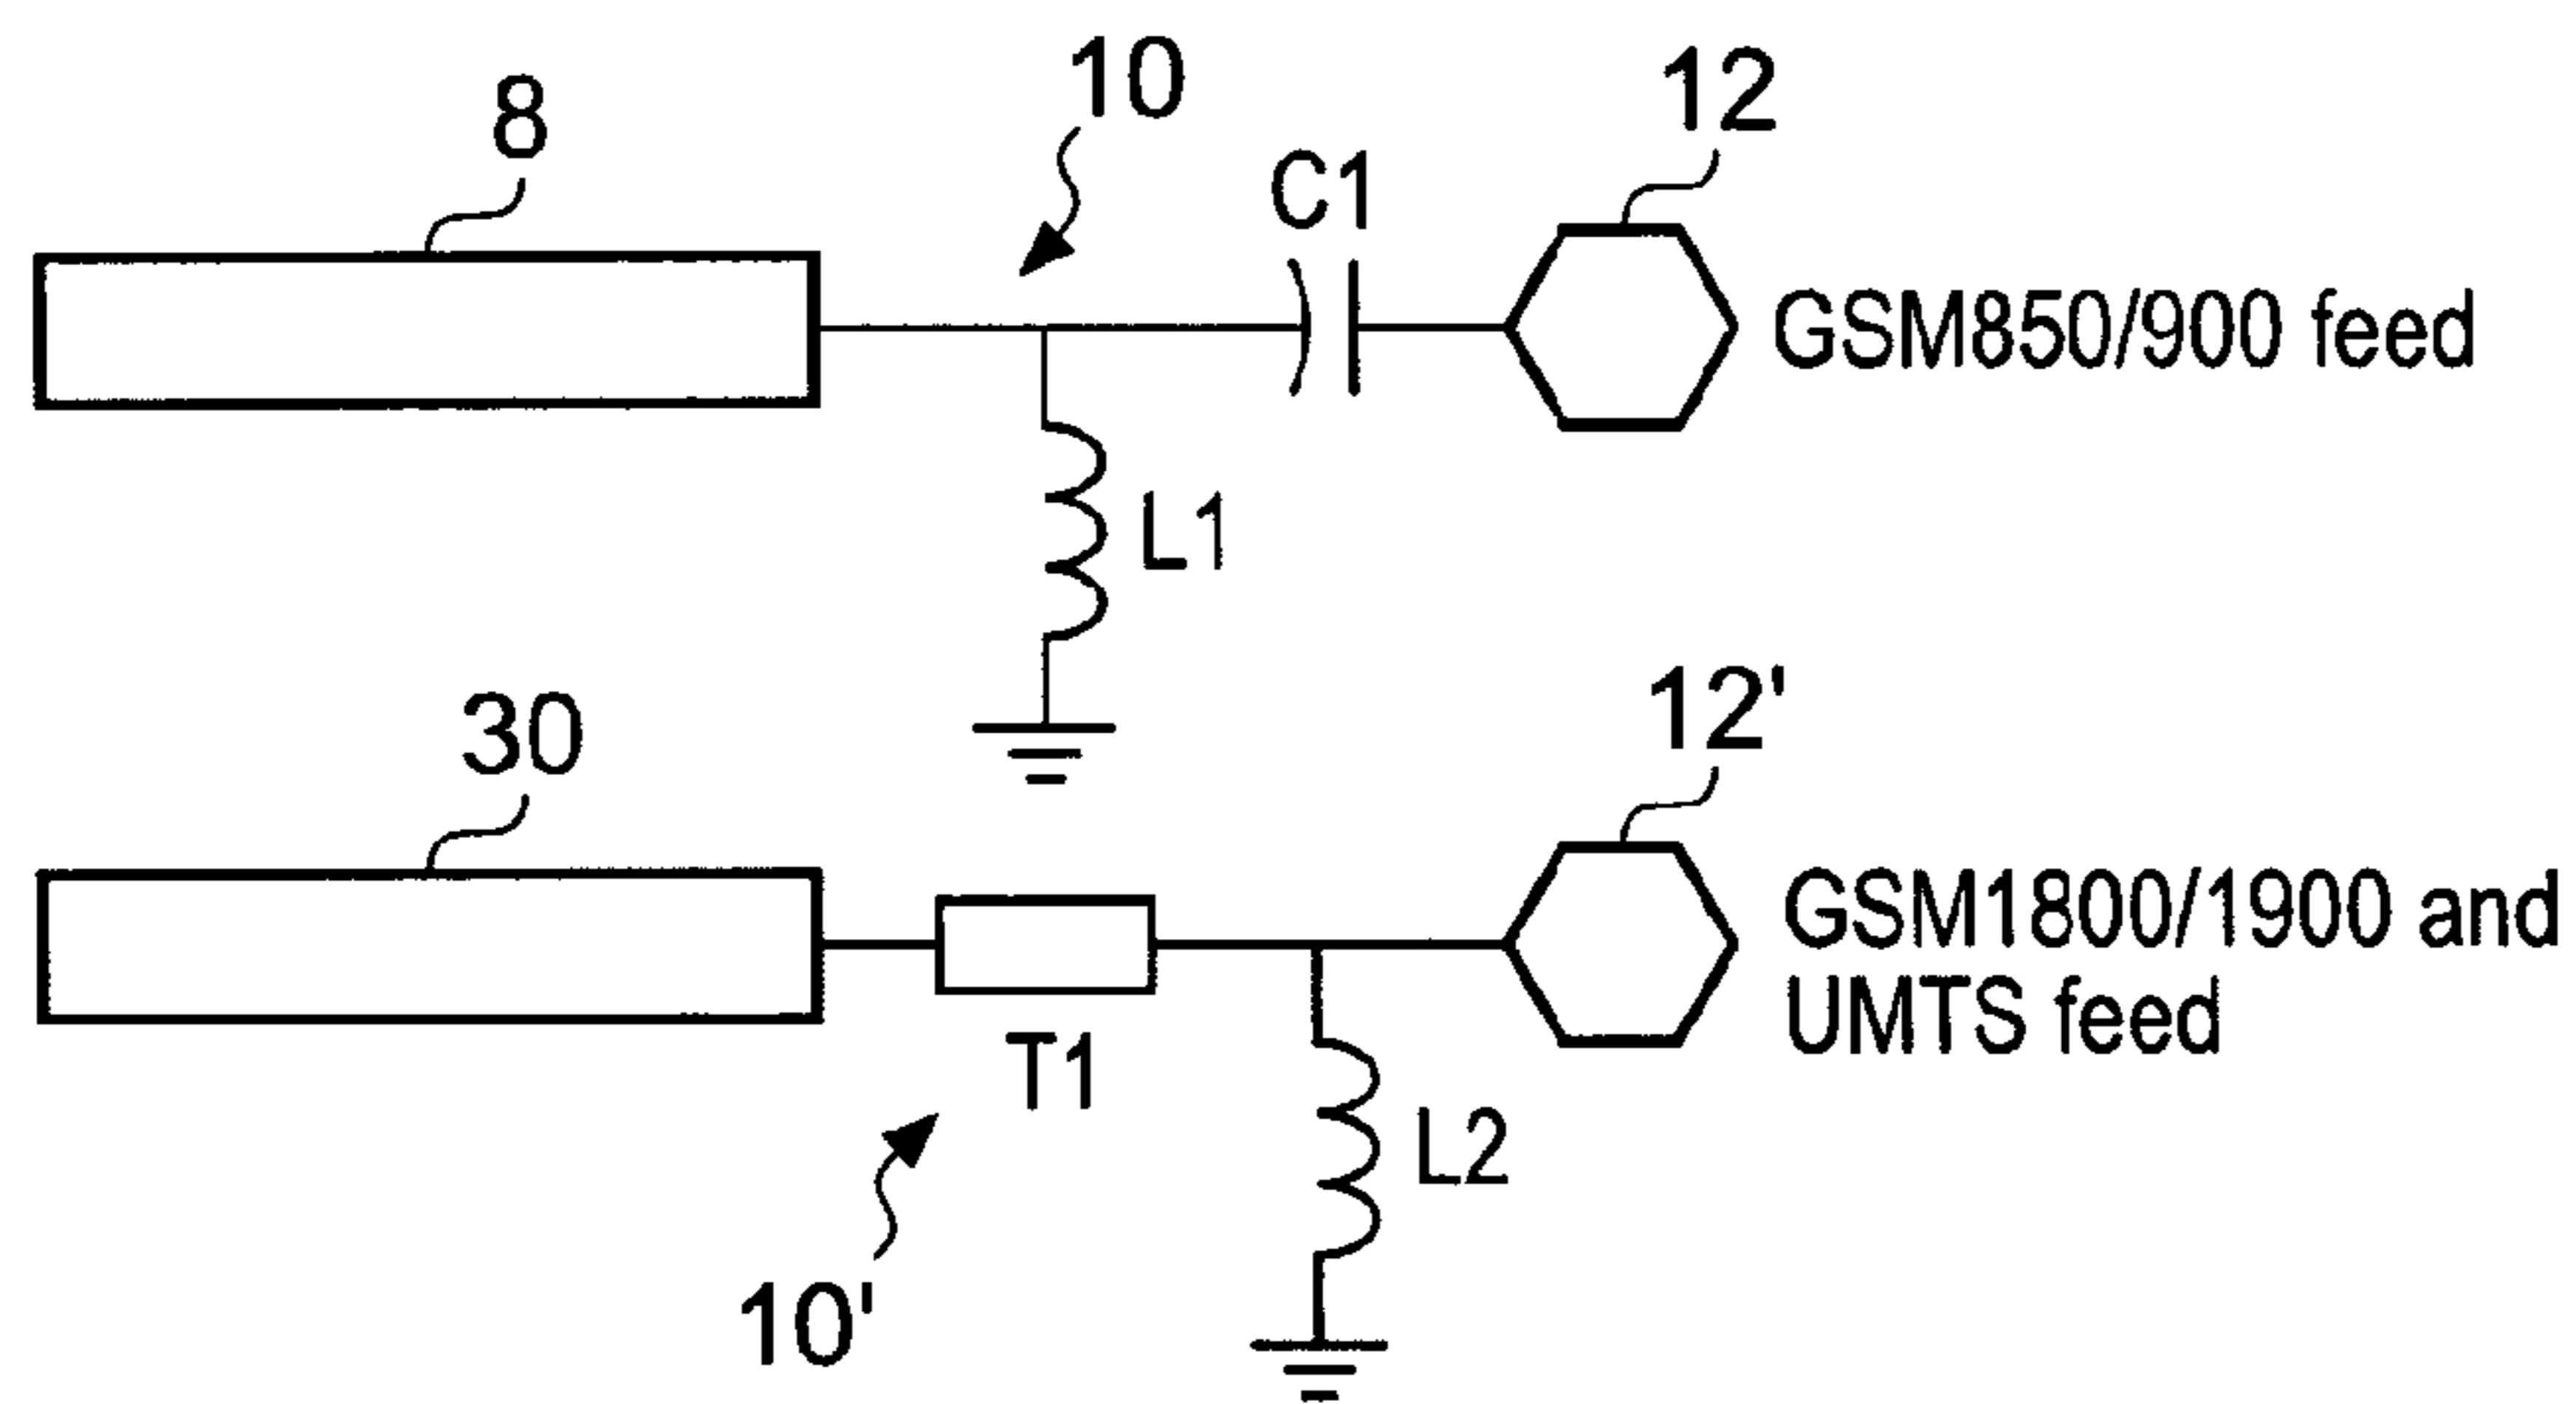 8
10
12
C1
GSM850/900 feed
L1
30
12'
GSM1800/1900 and
UMTS feed
T1
L2
10'